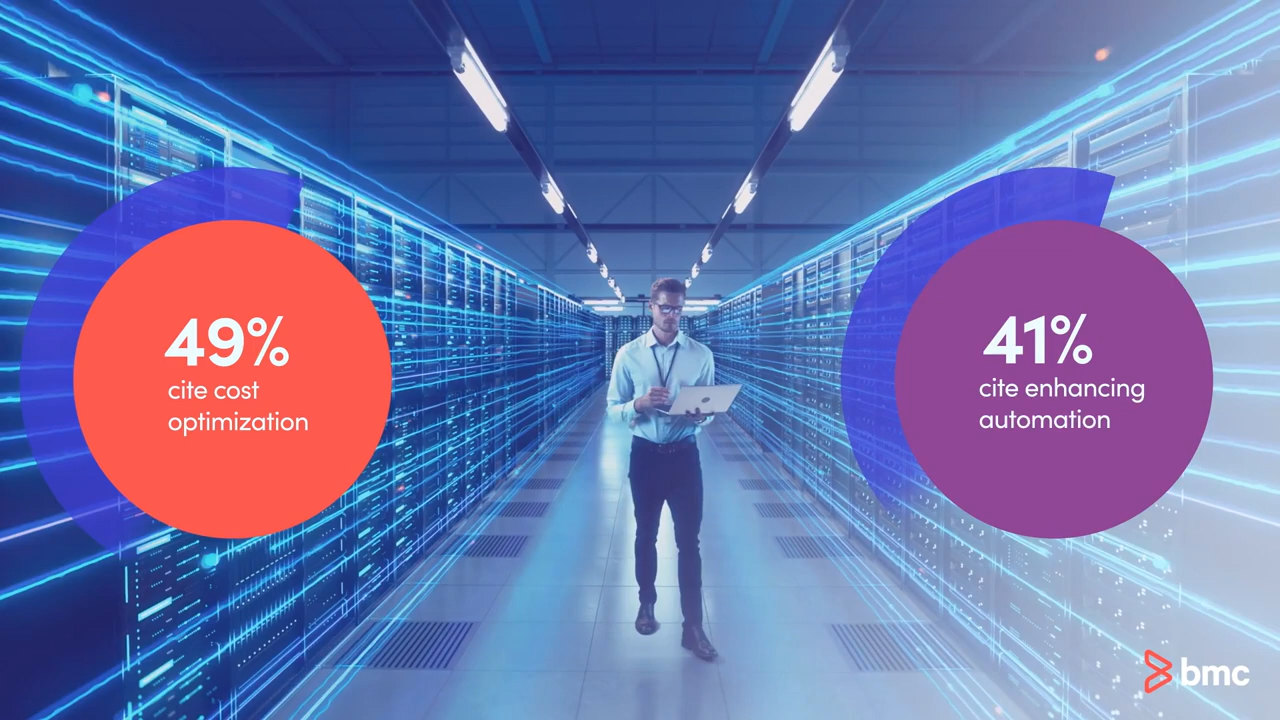 49%
cite cost
optimization
41%
cite enhancing
automation
bmc